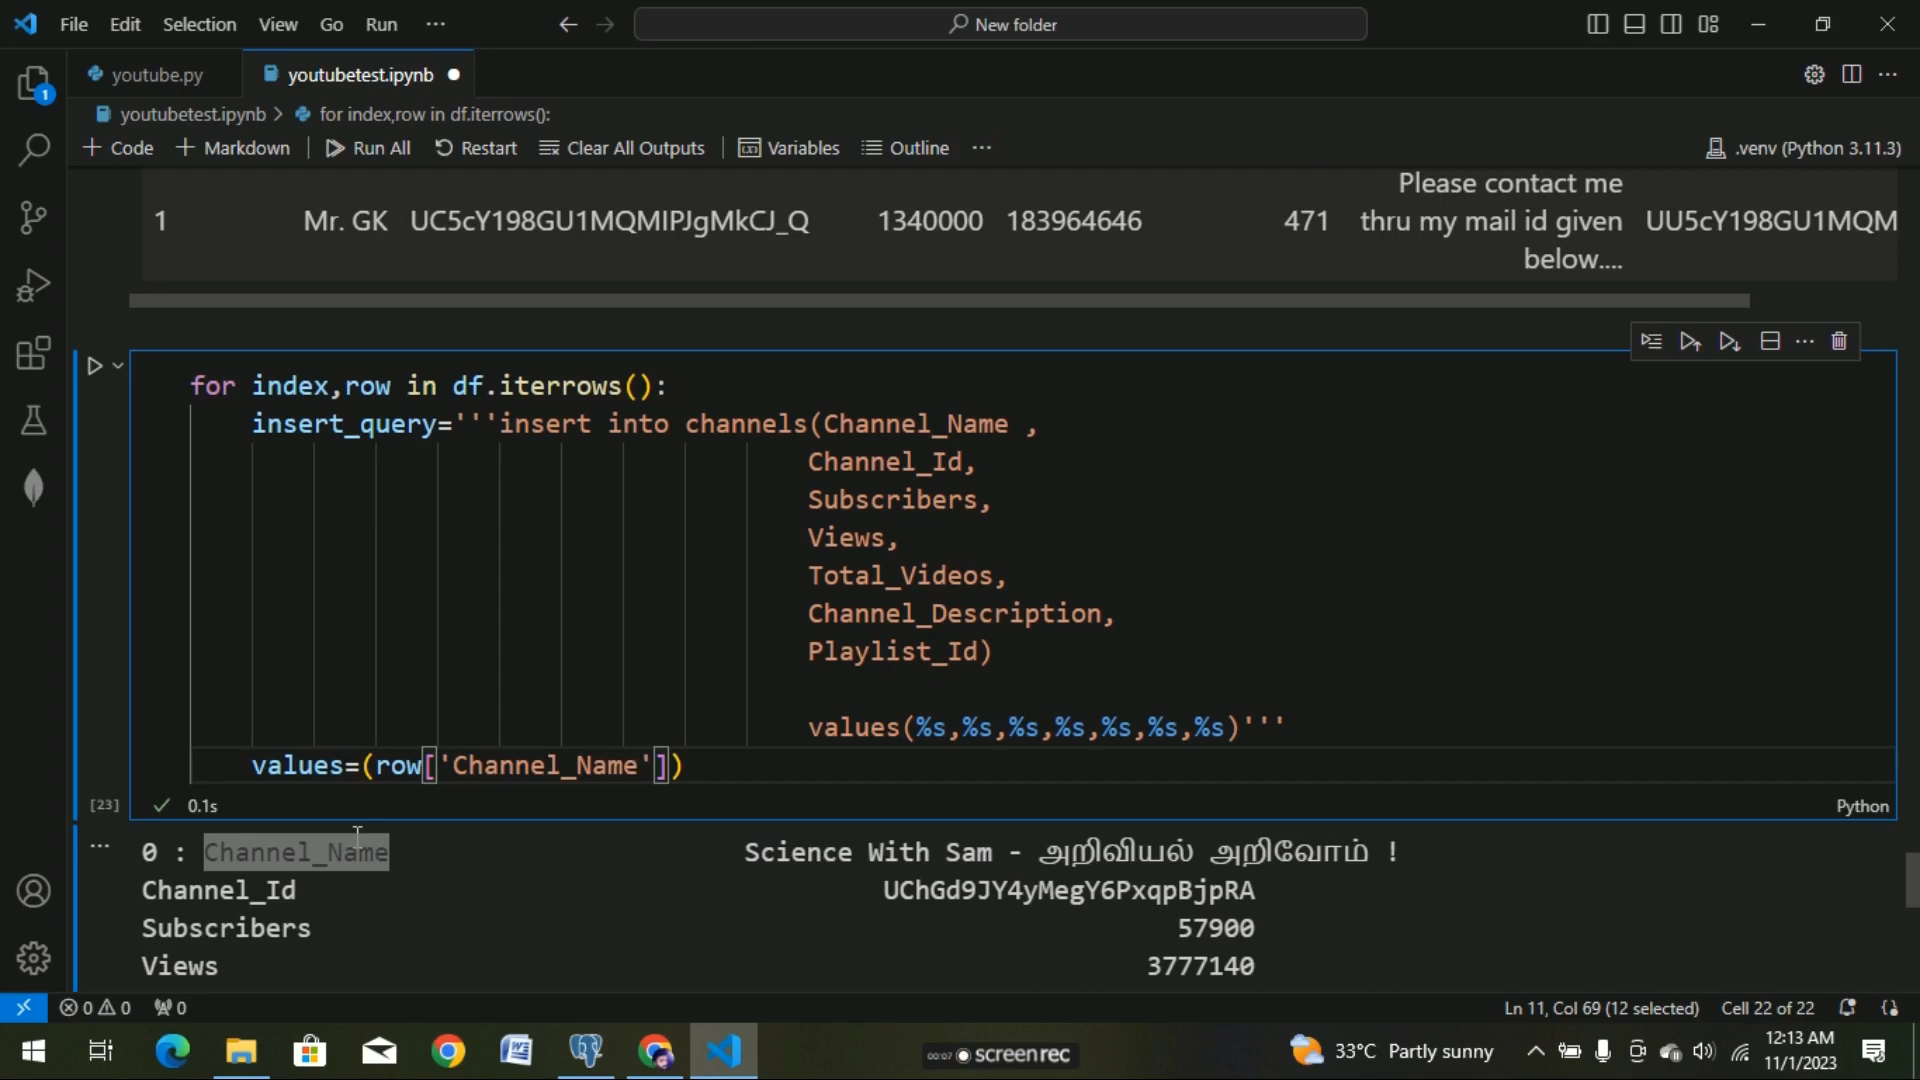 File Edit Selection View Go Run ... New folder
youtube.py youtubetest.ipynb
youtubetest.ipynb > for index,row in df.iterrows():
+ Code + Markdown Run All Restart Clear All Outputs Variables Outline ... .venv (Python 3.11.3)
Please contact me
1 Mr. GK UC5cY198GU1MQMIPJgMkCJ_Q 1340000 183964646 471 thru my mail id given UU5cY198GU1MQM
below....
for index,row in df.iterrows():
insert_query='''insert into channels(Channel_Name ,
Channel_Id,
Subscribers,
Views,
Total_Videos,
Channel_Description,
Playlist_Id)
values(%s,%s,%s,%s,%s,%s,%s)'''
values=(row['Channel_Name'])
[23] 0.1s Python
0 : Channel_Name Science With Sam - அறிவியல் அறிவோம் !
Channel_Id UChGd9JY4yMegY6PxqpBjpRA
Subscribers 57900
Views 3777140
0 0 0 Ln 11, Col 69 (12 selected) Cell 22 of 22
00:07 screenrec 33°C Partly sunny 12:13 AM
11/1/2023